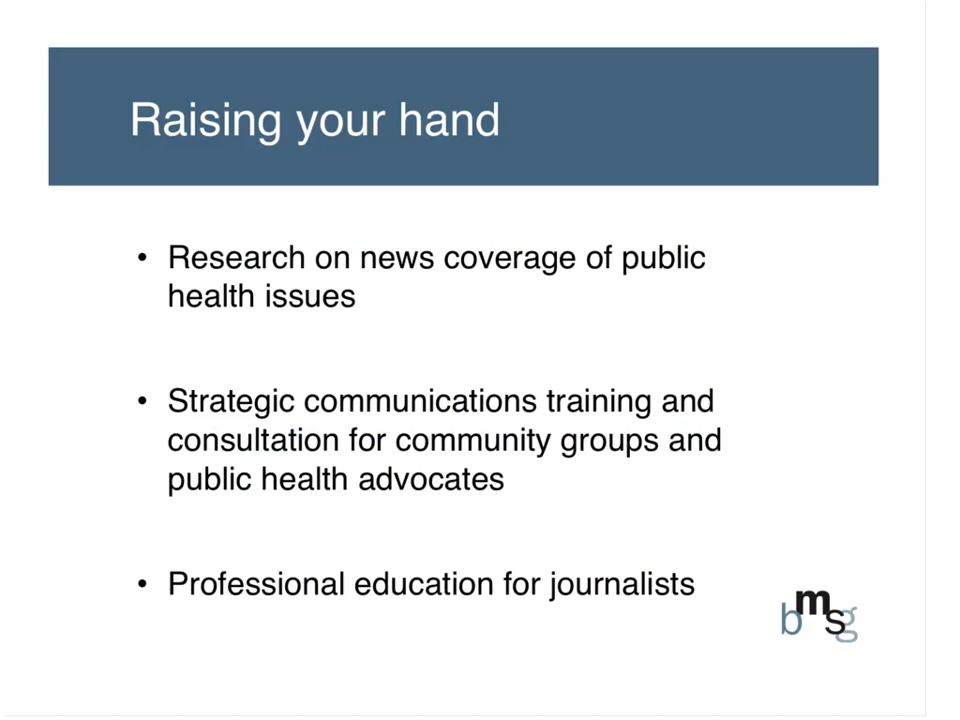 Raising your hand
• Research on news coverage of public
health issues
• Strategic communications training and
consultation for community groups and
public health advocates
• Professional education for journalists
bmsg